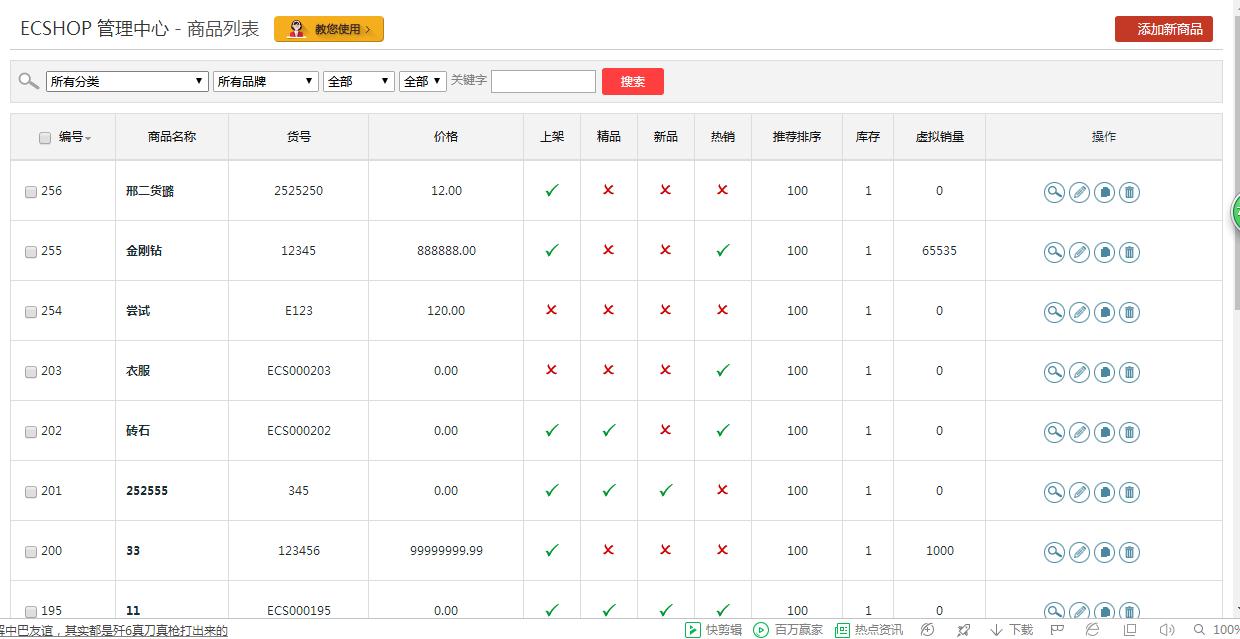 ECSHOP 管理中心 - 商品列表 教您使用 添加新商品
所有分类 所有品牌 全部 全部 关键字 搜索
编号 商品名称 货号 价格 上架 精品 新品 热销 推荐排序 库存 虚拟销量 操作
256 邢二货璐 2525250 12.00 100 1 0
255 金刚钻 12345 888888.00 100 1 65535
254 尝试 E123 120.00 100 1 0
203 衣服 ECS000203 0.00 100 1 0
202 砖石 ECS000202 0.00 100 1 0
201 252555 345 0.00 100 1 0
200 33 123456 99999999.99 100 1 1000
195 11 ECS000195 0.00 100 1 0
中巴友谊，其实都是歼6真刀真枪打出来的 快剪辑 百万赢家 热点资讯 下载 100%